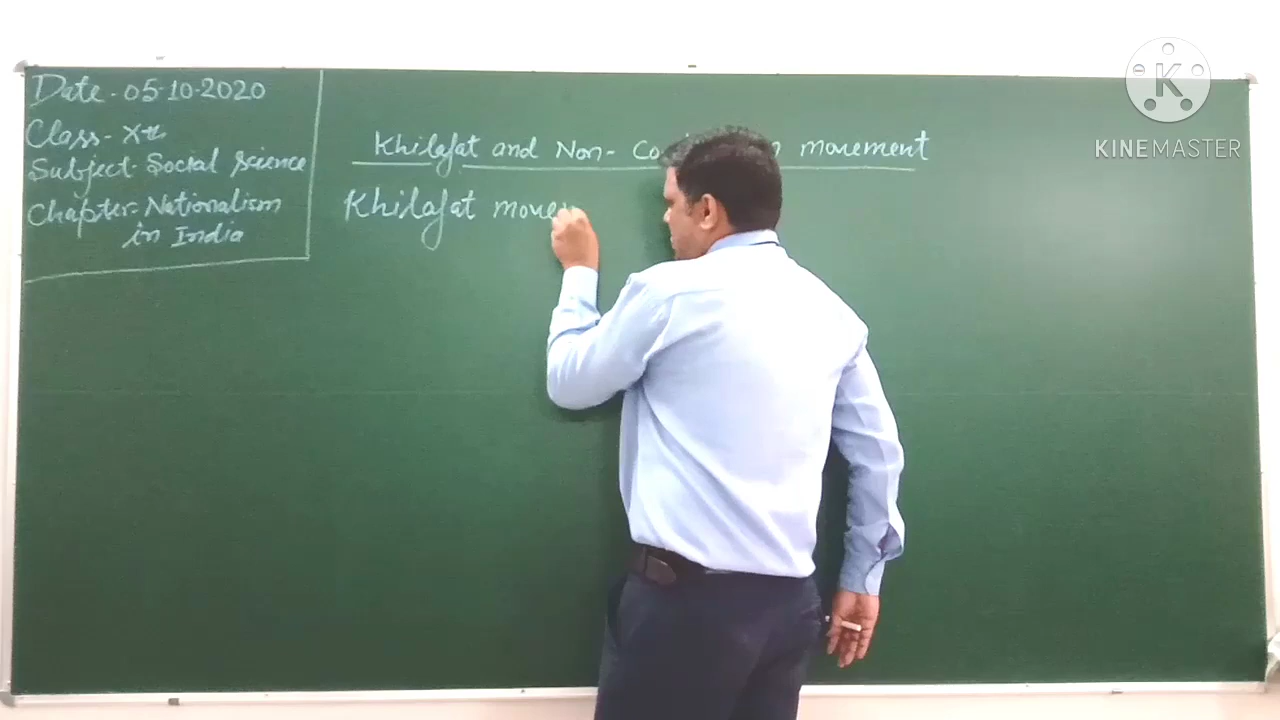 Date - 05-10-2020
Class - Xth
Subject - Social science
Chapter - Nationalism
in India
Khilafat and Non- movement
Khilafat
K
KINEMASTER